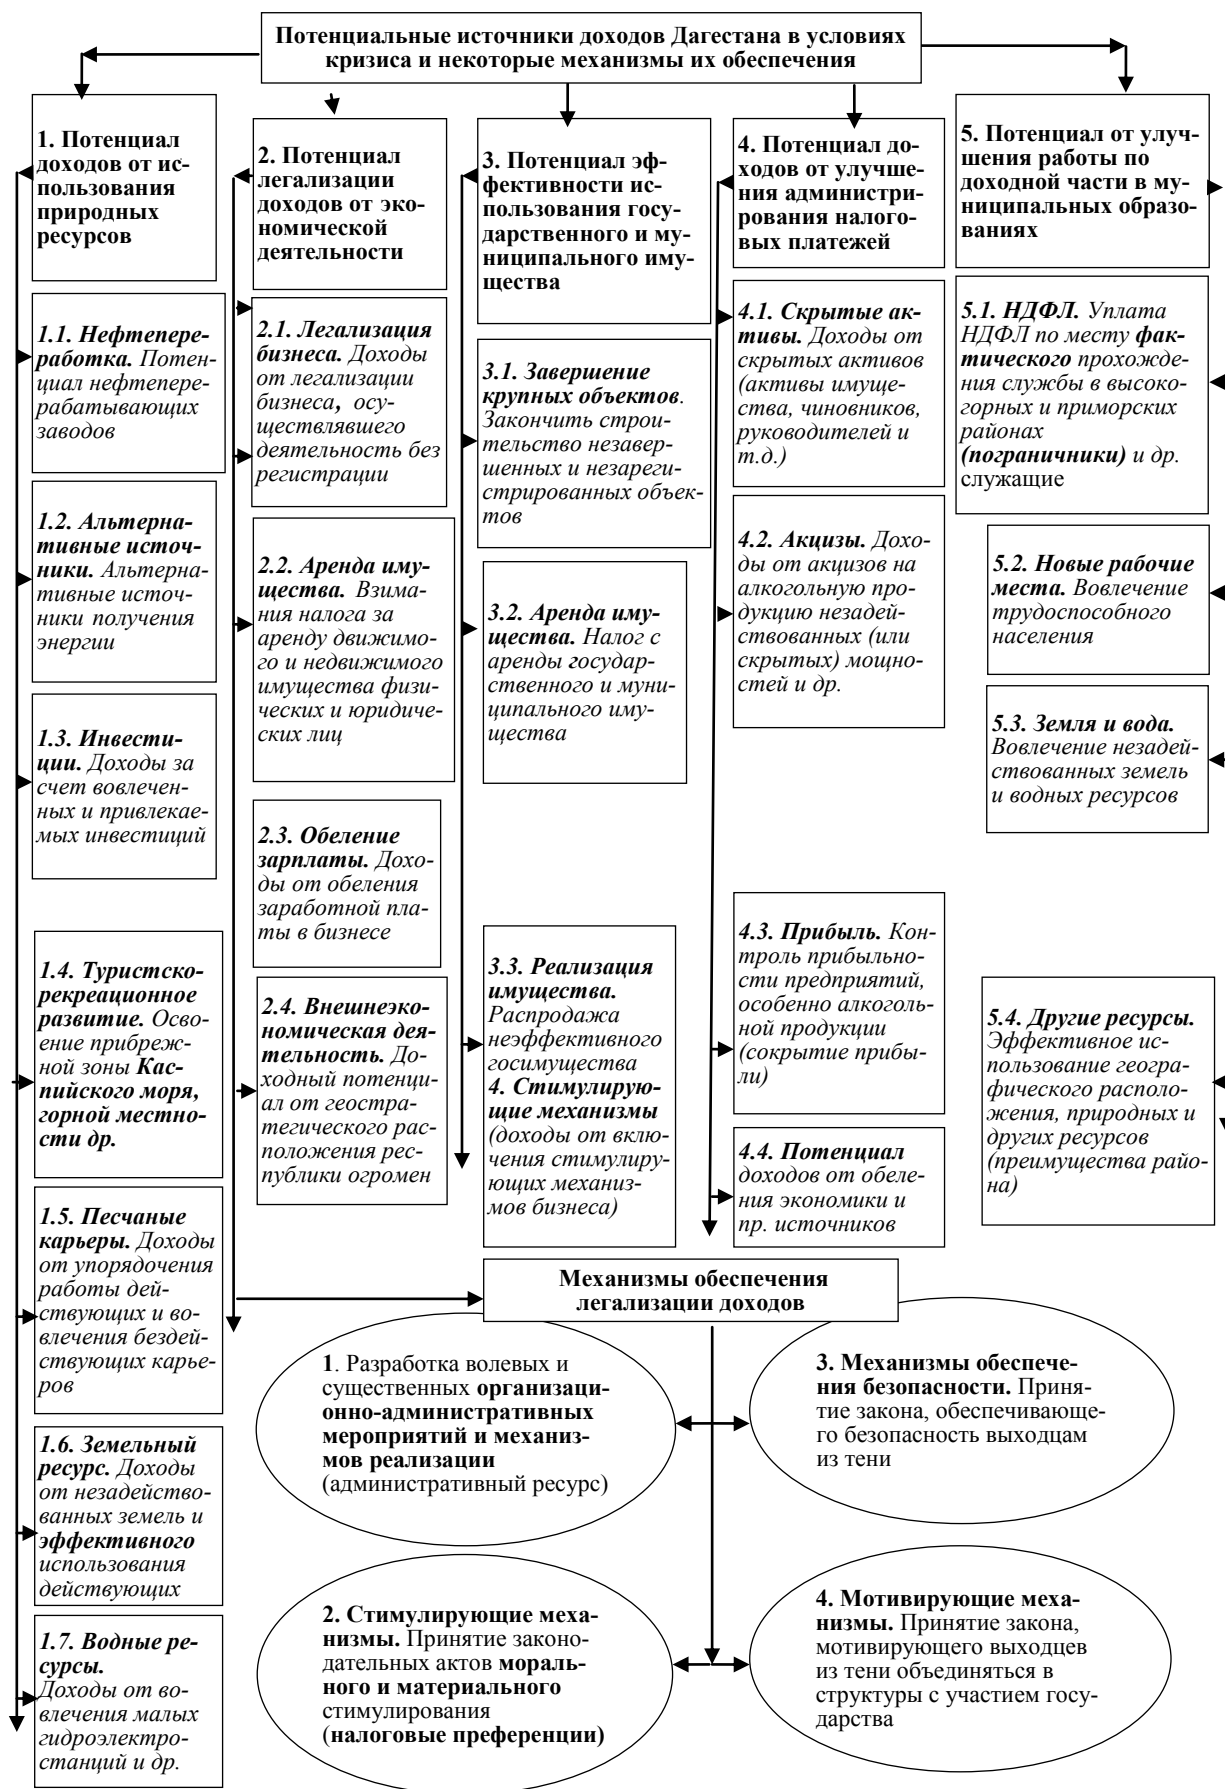 Потенциальные источники доходов Дагестана в условиях
кризиса и некоторые механизмы их обеспечения
1. Потенциал
доходов от ис-
пользования
природных
ресурсов
1.1. Нефтепере-
работка. Потен-
циал нефтепере-
рабатывающих
заводов
1.2. Альтерна-
тивные источ-
ники. Альтерна-
тивные источ-
ники получения
энергии
1.3. Инвести-
ции. Доходы за
счет вовлечен-
ных и привлекае-
мых инвестиций
1.4. Туристско-
рекреационное
развитие. Осво-
ение прибреж-
ной зоны Кас-
пийского моря,
горной местно-
сти др.
1.5. Песчаные
карьеры. Доходы
от упорядочения
работы дей-
ствующих и во-
влечения бездей-
ствующих карье-
ров
1.6. Земельный
ресурс. Доходы
от незадейство-
ванных земель и
эффективного
использования
действующих
1.7. Водные ре-
сурсы.
Доходы от во-
влечения малых
гидроэлектро-
станций и др.
2. Потенциал
легализации
доходов от эко-
номической
деятельности
2.1. Легализация
бизнеса. Доходы
от легализации
бизнеса, осу-
ществлявшего
деятельность без
регистрации
2.2. Аренда иму-
щества. Взима-
ния налога за
аренду движимо-
го и недвижимого
имущества физи-
ческих и юридиче-
ских лиц
2.3. Обеление
зарплаты. Дохо-
ды от обеления
заработной пла-
ты в бизнесе
2.4. Внешнеэко-
номическая дея-
тельность. До-
ходный потенци-
ал от геостра-
тегического рас-
положения рес-
публики огромен
3. Потенциал эф-
фективности ис-
пользования госу-
дарственного и му-
ниципального иму-
щества
3.1. Завершение
крупных объектов.
Закончить строи-
тельство незавер-
шенных и незареги-
стрированных объек-
тов
3.2. Аренда иму-
щества. Налог с
аренды государ-
ственного и муни-
ципального иму-
щества
3.3. Реализация
имущества.
Распродажа
неэффективного
госимущества
4. Стимулирую-
щие механизмы
(доходы от вклю-
чения стимулиру-
ющих механиз-
мов бизнеса)
4. Потенциал до-
ходов от улучше-
ния администри-
рования налого-
вых платежей
4.1. Скрытые ак-
тивы. Доходы от
скрытых активов
(активы имуще-
ства, чиновников,
руководителей и
т.д.)
4.2. Акцизы. Дохо-
ды от акцизов на
алкогольную про-
дукцию незадей-
ствованных (или
скрытых) мощно-
стей и др.
4.3. Прибыль. Кон-
троль прибыльно-
сти предприятий,
особенно алкоголь-
ной продукции
(сокрытие прибы-
ли)
4.4. Потенциал
доходов от обеле-
ния экономики и
пр. источников
5. Потенциал от улуч-
шения работы по
доходной части в му-
ниципальных образо-
ваниях
5.1. НДФЛ. Уплата
НДФЛ по месту фак-
тического прохожде-
ния службы в высоко-
горных и приморских
районах
(пограничники) и др.
служащие
5.2. Новые рабочие
места. Вовлечение
трудоспособного
населения
5.3. Земля и вода.
Вовлечение незадей-
ствованных земель
и водных ресурсов
5.4. Другие ресурсы.
Эффективное ис-
пользование геогра-
фического располо-
жения, природных и
других ресурсов
(преимущества райо-
на)
Механизмы обеспечения
легализации доходов
1. Разработка волевых и
существенных организаци-
онно-административных
мероприятий и механиз-
мов реализации
(административный ресурс)
3. Механизмы обеспече-
ния безопасности. Приня-
тие закона, обеспечивающе-
го безопасность выходцам
из тени
2. Стимулирующие меха-
низмы. Принятие законо-
дательных актов мораль-
ного и материального
стимулирования
(налоговые преференции)
4. Мотивирующие меха-
низмы. Принятие закона,
мотивирующего выходцев
из тени объединяться в
структуры с участием госу-
дарства